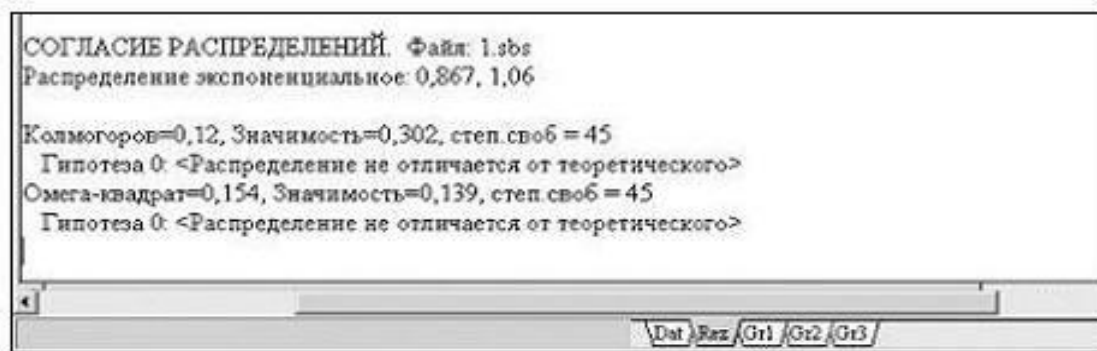 СОГЛАСИЕ РАСПРЕДЕЛЕНИЙ. Файл: 1.sbs
Распределение экспоненциальное: 0,867, 1,06
Колмогоров=0,12, Значимость=0,302, степ.своб = 45
Гипотеза 0: <Распределение не отличается от теоретического>
Омега-квадрат=0,154, Значимость=0,139, степ.своб = 45
Гипотеза 0: <Распределение не отличается от теоретического>
Dat Rez Gr1 Gr2 Gr3